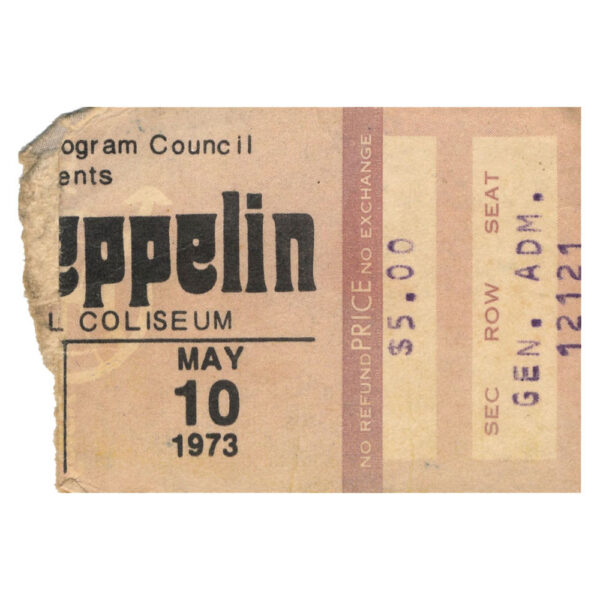 ogram Council
ents
eppelin
L COLISEUM
MAY
10
1973
NO REFUND PRICE NO EXCHANGE
$5.00
SEC ROW SEAT
GEN. ADM.
12121